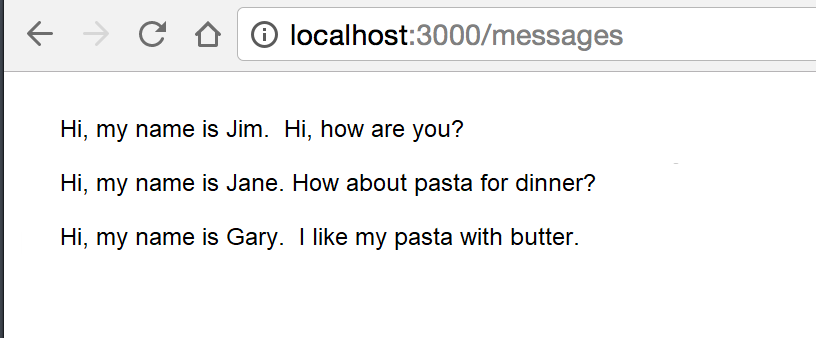 localhost:3000/messages
Hi, my name is Jim.  Hi, how are you?
Hi, my name is Jane. How about pasta for dinner?
Hi, my name is Gary.  I like my pasta with butter.